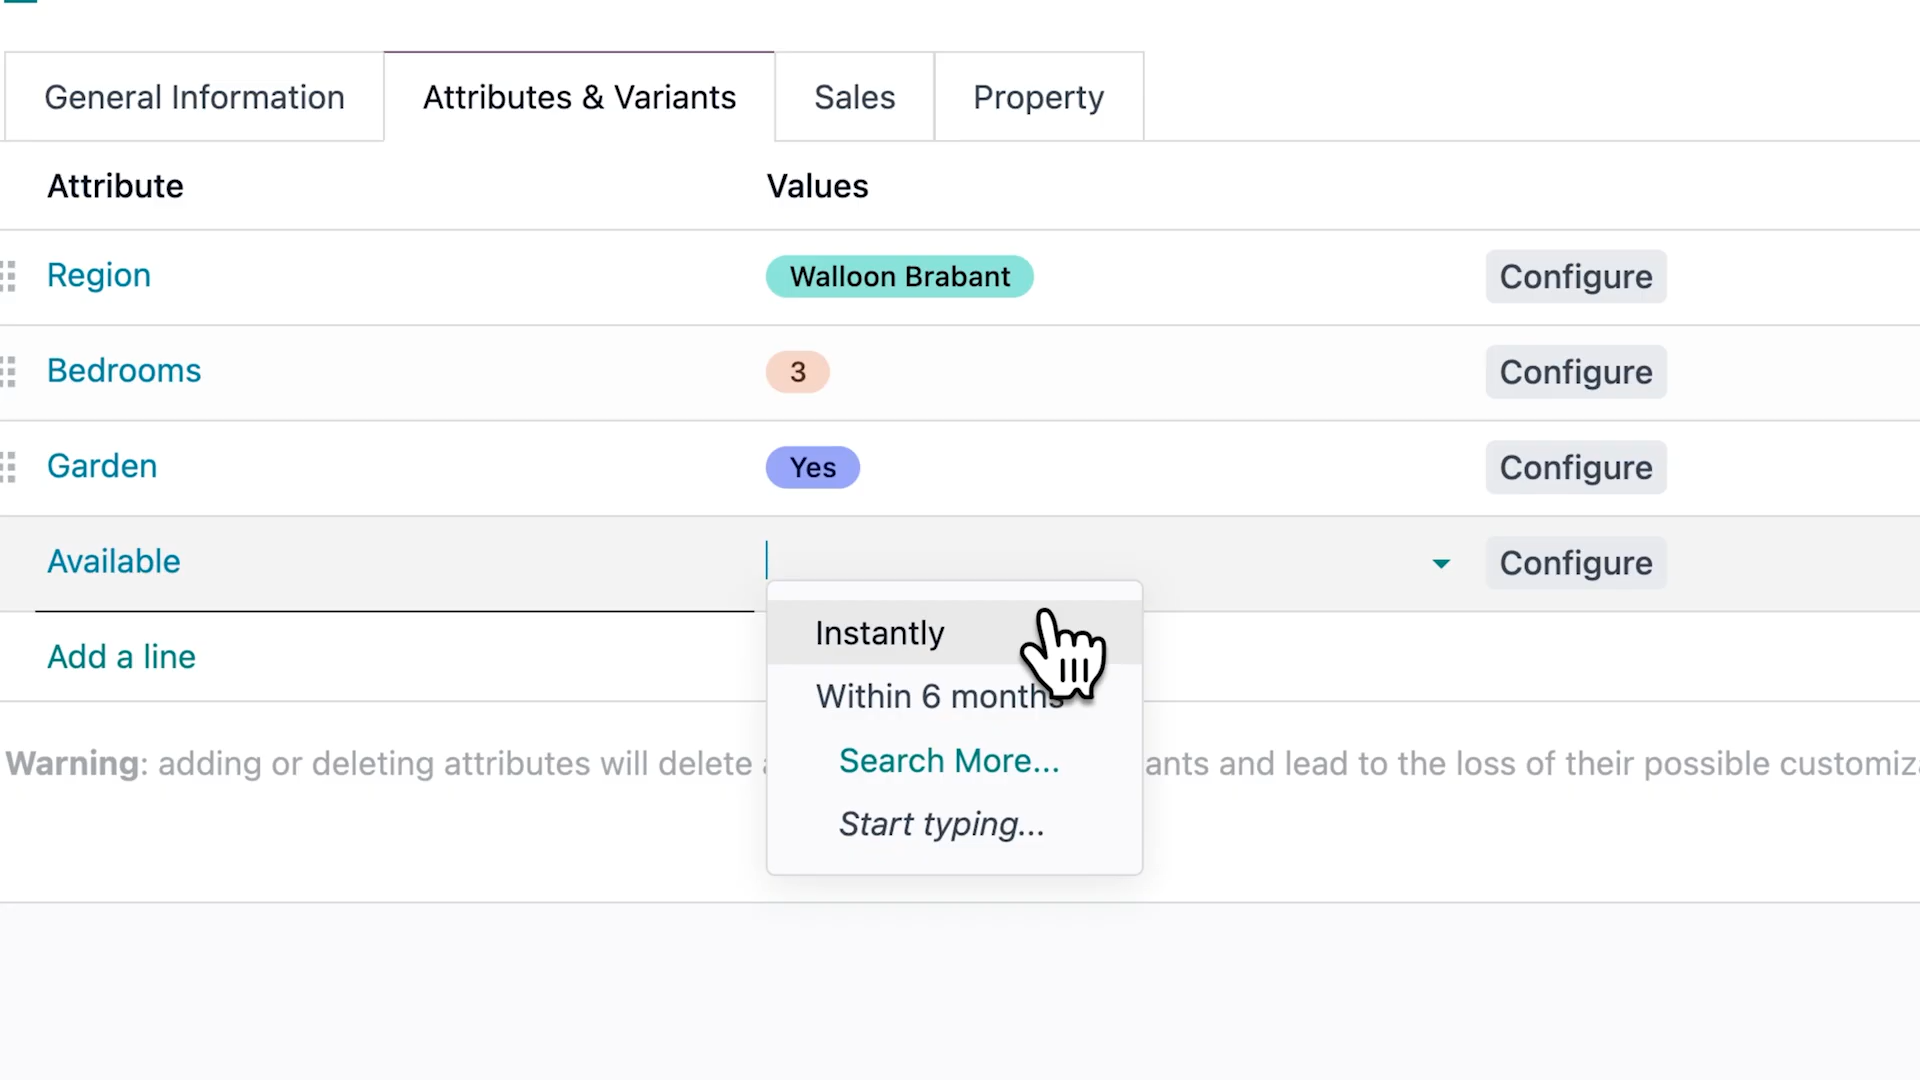 General Information
Attributes & Variants
Sales
Property
Attribute
Values
Region
Walloon Brabant
Configure
Bedrooms
3
Configure
Garden
Yes
Configure
Available
Configure
Instantly
Add a line
Within 6 months
Search More...
Warning: adding or deleting attributes will delete ants and lead to the loss of their possible customiz
Start typing...